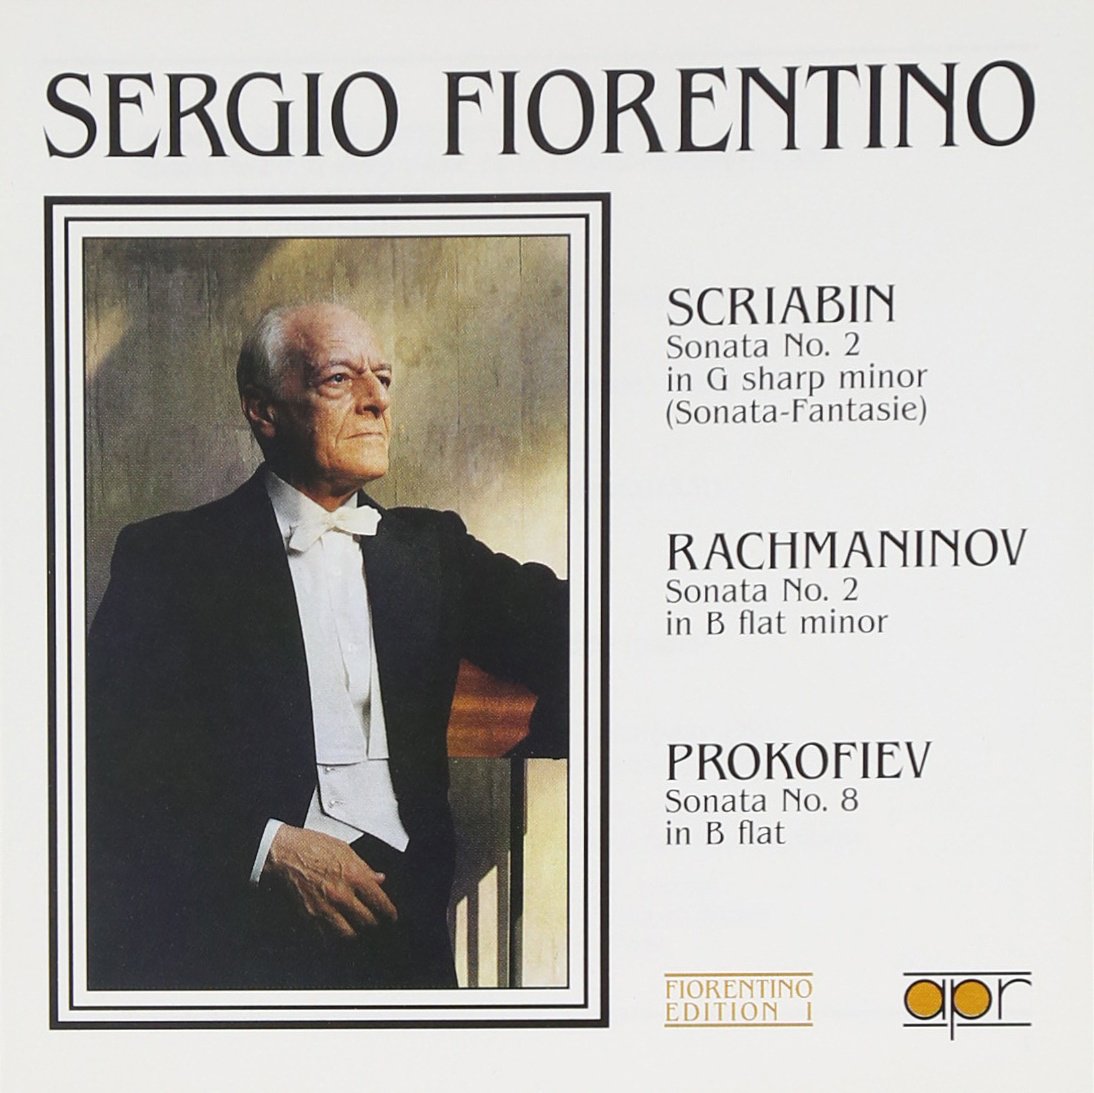 SERGIO FIORENTINO
SCRIABIN
Sonata No. 2
in G sharp minor
(Sonata-Fantasie)
RACHMANINOV
Sonata No. 2
in B flat minor
PROKOFIEV
Sonata No. 8
in B flat
FIORENTINO
EDITION I
apr